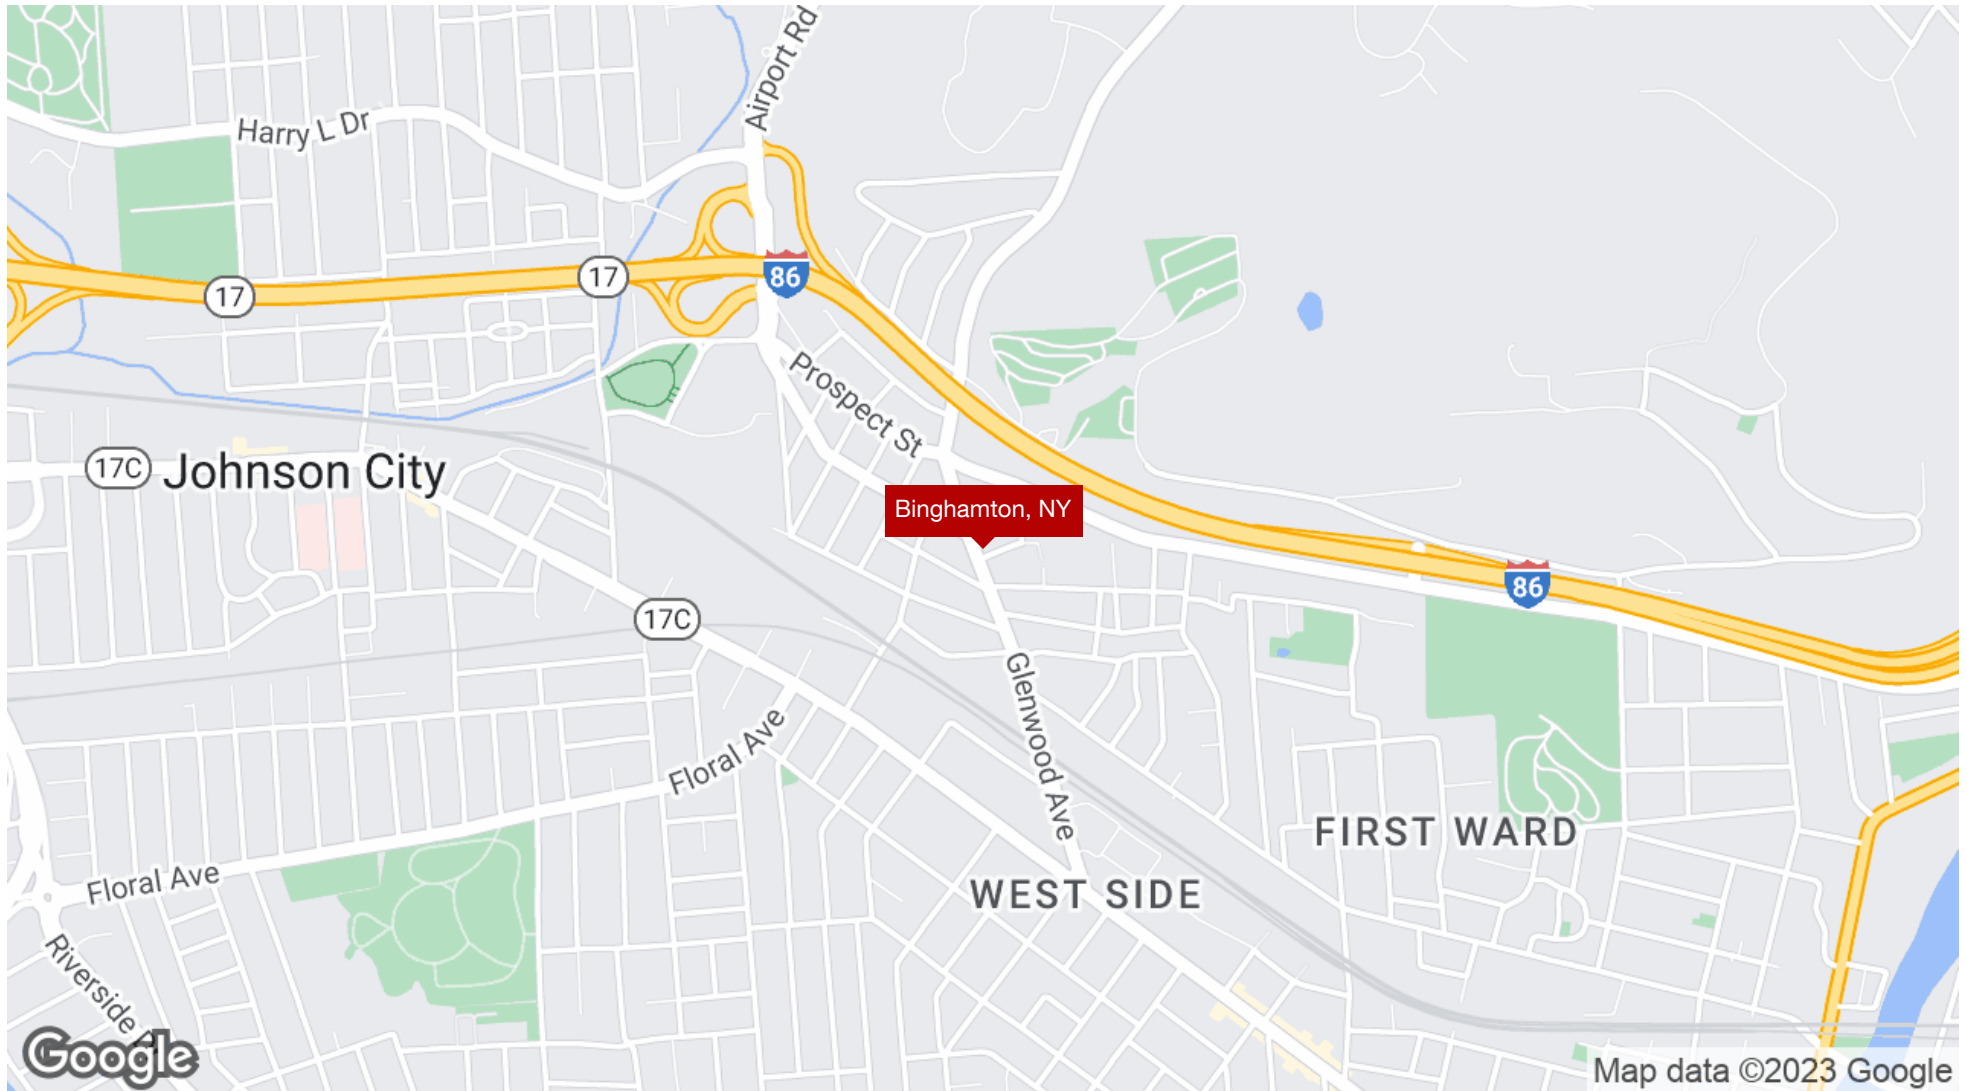 Airport Rd
Harry L Dr
17
17
86
Prospect St
17C
Johnson City
Binghamton, NY
86
17C
Glenwood Ave
Floral Ave
FIRST WARD
Floral Ave
WEST SIDE
Riverside
Google
Map data ©2023 Google